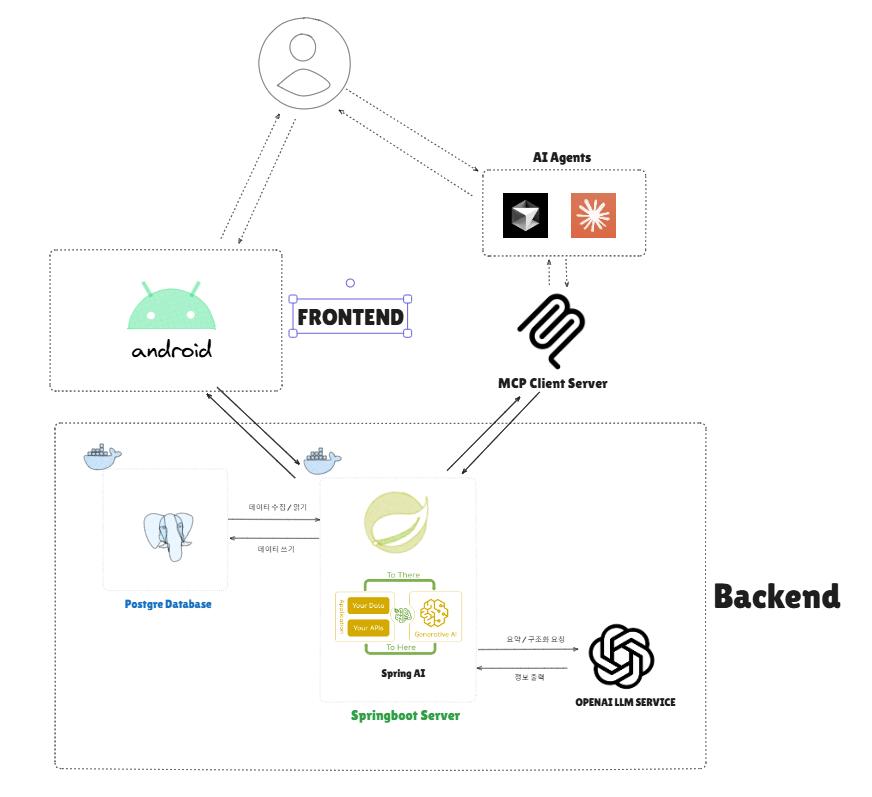 AI Agents
android
FRONTEND
MCP Client Server
데이터 수집 / 읽기
데이터 쓰기
Postgre Database
To There
Application
Your Data
Your APIs
Generative AI
To Here
Spring AI
Springboot Server
요약 / 구조화 요청
정보 출력
OPENAI LLM SERVICE
Backend